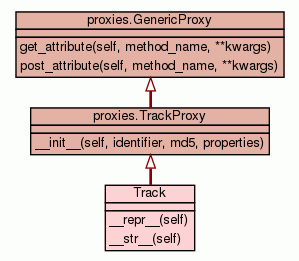 proxies.GenericProxy
get_attribute(self, method_name, **kwargs)
post_attribute(self, method_name, **kwargs)
proxies.TrackProxy
__init__(self, identifier, md5, properties)
Track
__repr__(self)
__str__(self)